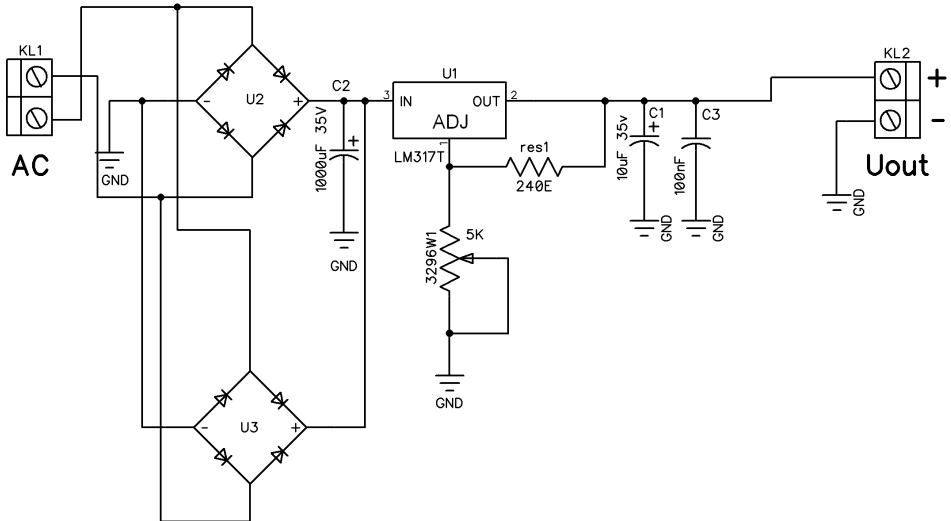 KL1
AC
GND
U2
-
+
C2
1000uF 35V
+
GND
U1
3 IN OUT 2
ADJ
1
LM317T
res1
240E
3296W1
5K
GND
C1
+
10uF 35v
GND
C3
100nF
GND
KL2
+
-
Uout
GND
U3
-
+